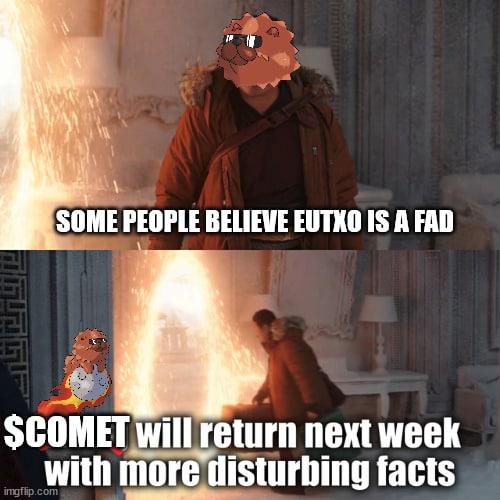 SOME PEOPLE BELIEVE EUTXO IS A FAD
$COMET will return next week
with more disturbing facts
imgflip.com